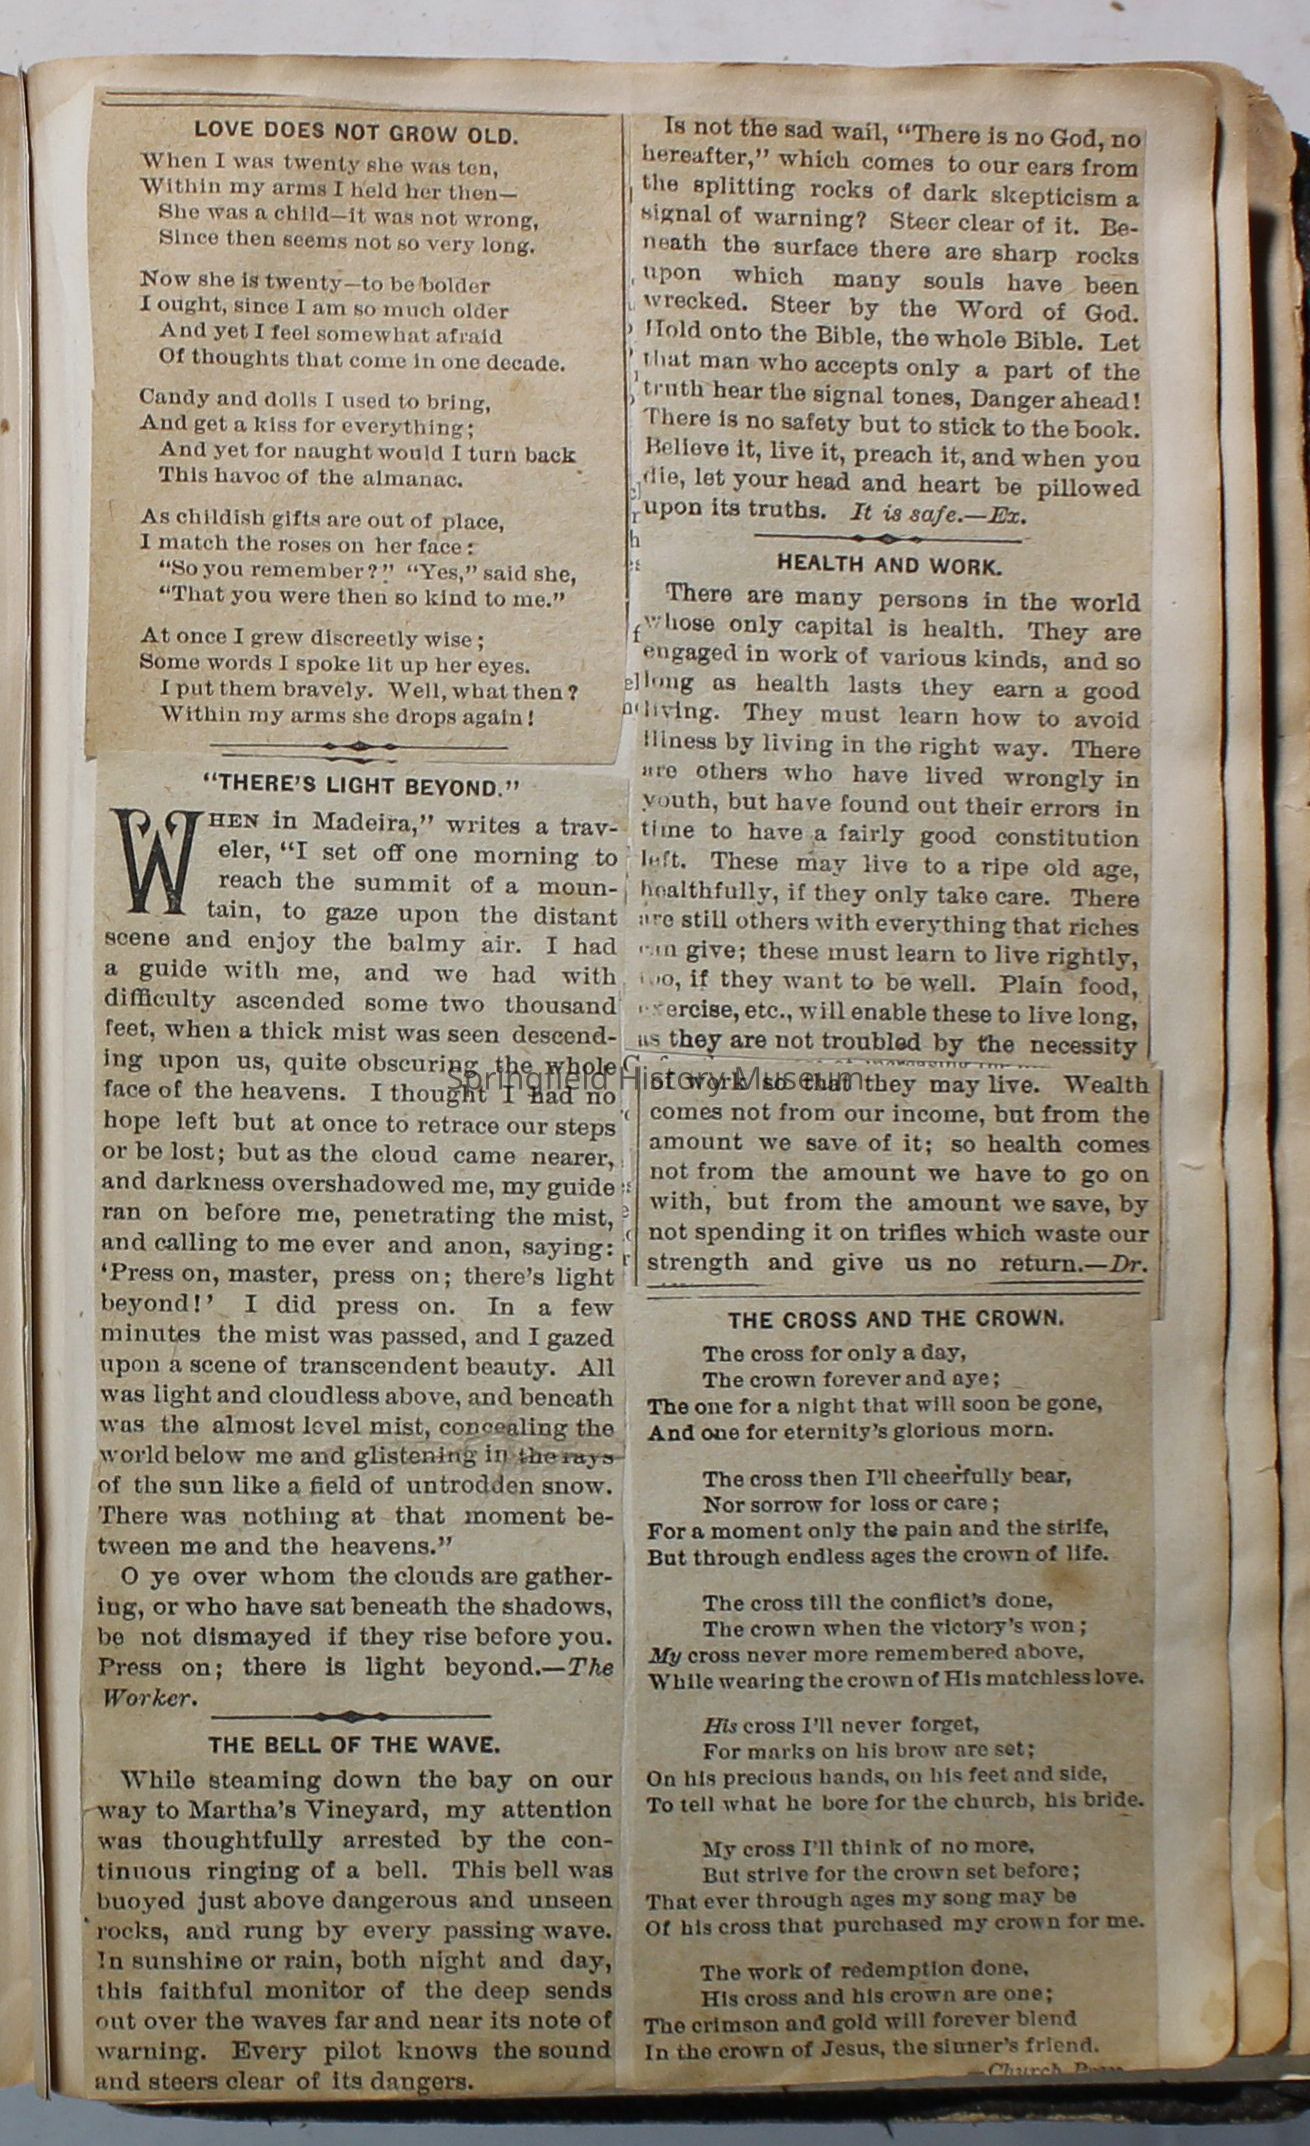 LOVE DOES NOT GROW OLD.
When I was twenty she was ten,
Within my arms I held her then—
She was a child—it was not wrong,
Since then seems not so very long.
Now she is twenty—to be bolder
I ought, since I am so much older
And yet I feel somewhat afraid
Of thoughts that come in one decade.
Candy and dolls I used to bring,
And get a kiss for everything;
And yet for naught would I turn back
This havoc of the almanac.
As childish gifts are out of place,
I match the roses on her face:
"So you remember?" "Yes," said she,
"That you were then so kind to me."
At once I grew discreetly wise;
Some words I spoke lit up her eyes.
I put them bravely. Well, what then?
Within my arms she drops again!
"THERE'S LIGHT BEYOND."
WHEN in Madeira," writes a trav-
eler, "I set off one morning to
reach the summit of a moun-
tain, to gaze upon the distant
scene and enjoy the balmy air. I had
a guide with me, and we had with
difficulty ascended some two thousand
feet, when a thick mist was seen descend-
ing upon us, quite obscuring the whole
face of the heavens. I thought I had no
hope left but at once to retrace our steps
or be lost; but as the cloud came nearer,
and darkness overshadowed me, my guide
ran on before me, penetrating the mist,
and calling to me ever and anon, saying:
'Press on, master, press on; there's light
beyond!' I did press on. In a few
minutes the mist was passed, and I gazed
upon a scene of transcendent beauty. All
was light and cloudless above, and beneath
was the almost level mist, concealing the
world below me and glistening in the rays
of the sun like a field of untrodden snow.
There was nothing at that moment be-
tween me and the heavens."
O ye over whom the clouds are gather-
ing, or who have sat beneath the shadows,
be not dismayed if they rise before you.
Press on; there is light beyond.—The
Worker.
THE BELL OF THE WAVE.
While steaming down the bay on our
way to Martha's Vineyard, my attention
was thoughtfully arrested by the con-
tinuous ringing of a bell. This bell was
buoyed just above dangerous and unseen
rocks, and rung by every passing wave.
In sunshine or rain, both night and day,
this faithful monitor of the deep sends
out over the waves far and near its note of
warning. Every pilot knows the sound
and steers clear of its dangers.
Is not the sad wail, "There is no God, no
hereafter," which comes to our ears from
the splitting rocks of dark skepticism a
signal of warning? Steer clear of it. Be-
neath the surface there are sharp rocks
upon which many souls have been
wrecked. Steer by the Word of God.
Hold onto the Bible, the whole Bible. Let
that man who accepts only a part of the
truth hear the signal tones, Danger ahead!
There is no safety but to stick to the book.
Believe it, live it, preach it, and when you
die, let your head and heart be pillowed
upon its truths. It is safe.—Ex.
HEALTH AND WORK.
There are many persons in the world
whose only capital is health. They are
engaged in work of various kinds, and so
long as health lasts they earn a good
living. They must learn how to avoid
illness by living in the right way. There
are others who have lived wrongly in
youth, but have found out their errors in
time to have a fairly good constitution
left. These may live to a ripe old age,
healthfully, if they only take care. There
are still others with everything that riches
can give; these must learn to live rightly,
too, if they want to be well. Plain food,
exercise, etc., will enable these to live long,
as they are not troubled by the necessity
of work so that they may live. Wealth
comes not from our income, but from the
amount we save of it; so health comes
not from the amount we have to go on
with, but from the amount we save, by
not spending it on trifles which waste our
strength and give us no return.—Dr.
THE CROSS AND THE CROWN.
The cross for only a day,
The crown forever and aye;
The one for a night that will soon be gone,
And one for eternity's glorious morn.
The cross then I'll cheerfully bear,
Nor sorrow for loss or care;
For a moment only the pain and the strife,
But through endless ages the crown of life.
The cross till the conflict's done,
The crown when the victory's won;
My cross never more remembered above,
While wearing the crown of His matchless love.
His cross I'll never forget,
For marks on his brow are set;
On his precious hands, on his feet and side,
To tell what he bore for the church, his bride.
My cross I'll think of no more,
But strive for the crown set before;
That ever through ages my song may be
Of his cross that purchased my crown for me.
The work of redemption done,
His cross and his crown are one;
The crimson and gold will forever blend
In the crown of Jesus, the sinner's friend.
—Church
Springfield History Museum